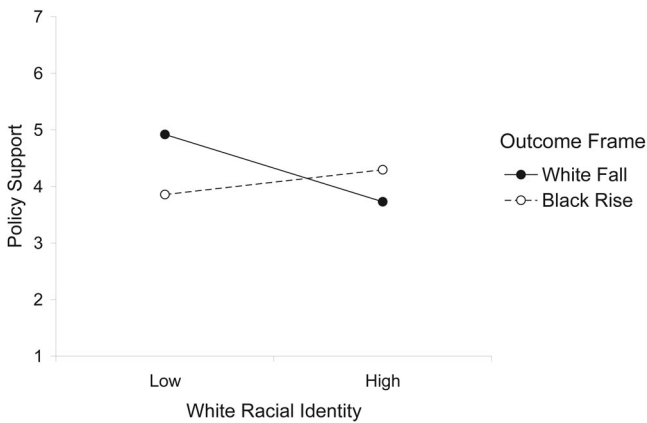 7
6
5
4
3
2
1
Policy Support
Low
High
White Racial Identity
Outcome Frame
White Fall
Black Rise